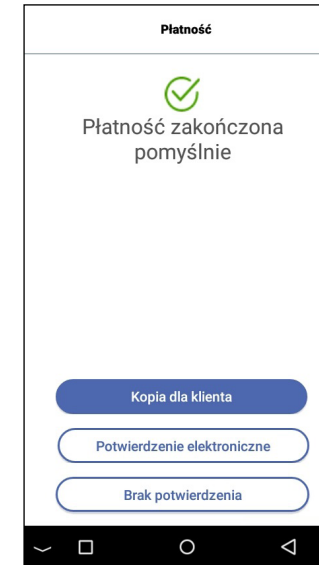 Płatność
Płatność zakończona
pomyślnie
Kopia dla klienta
Potwierdzenie elektroniczne
Brak potwierdzenia